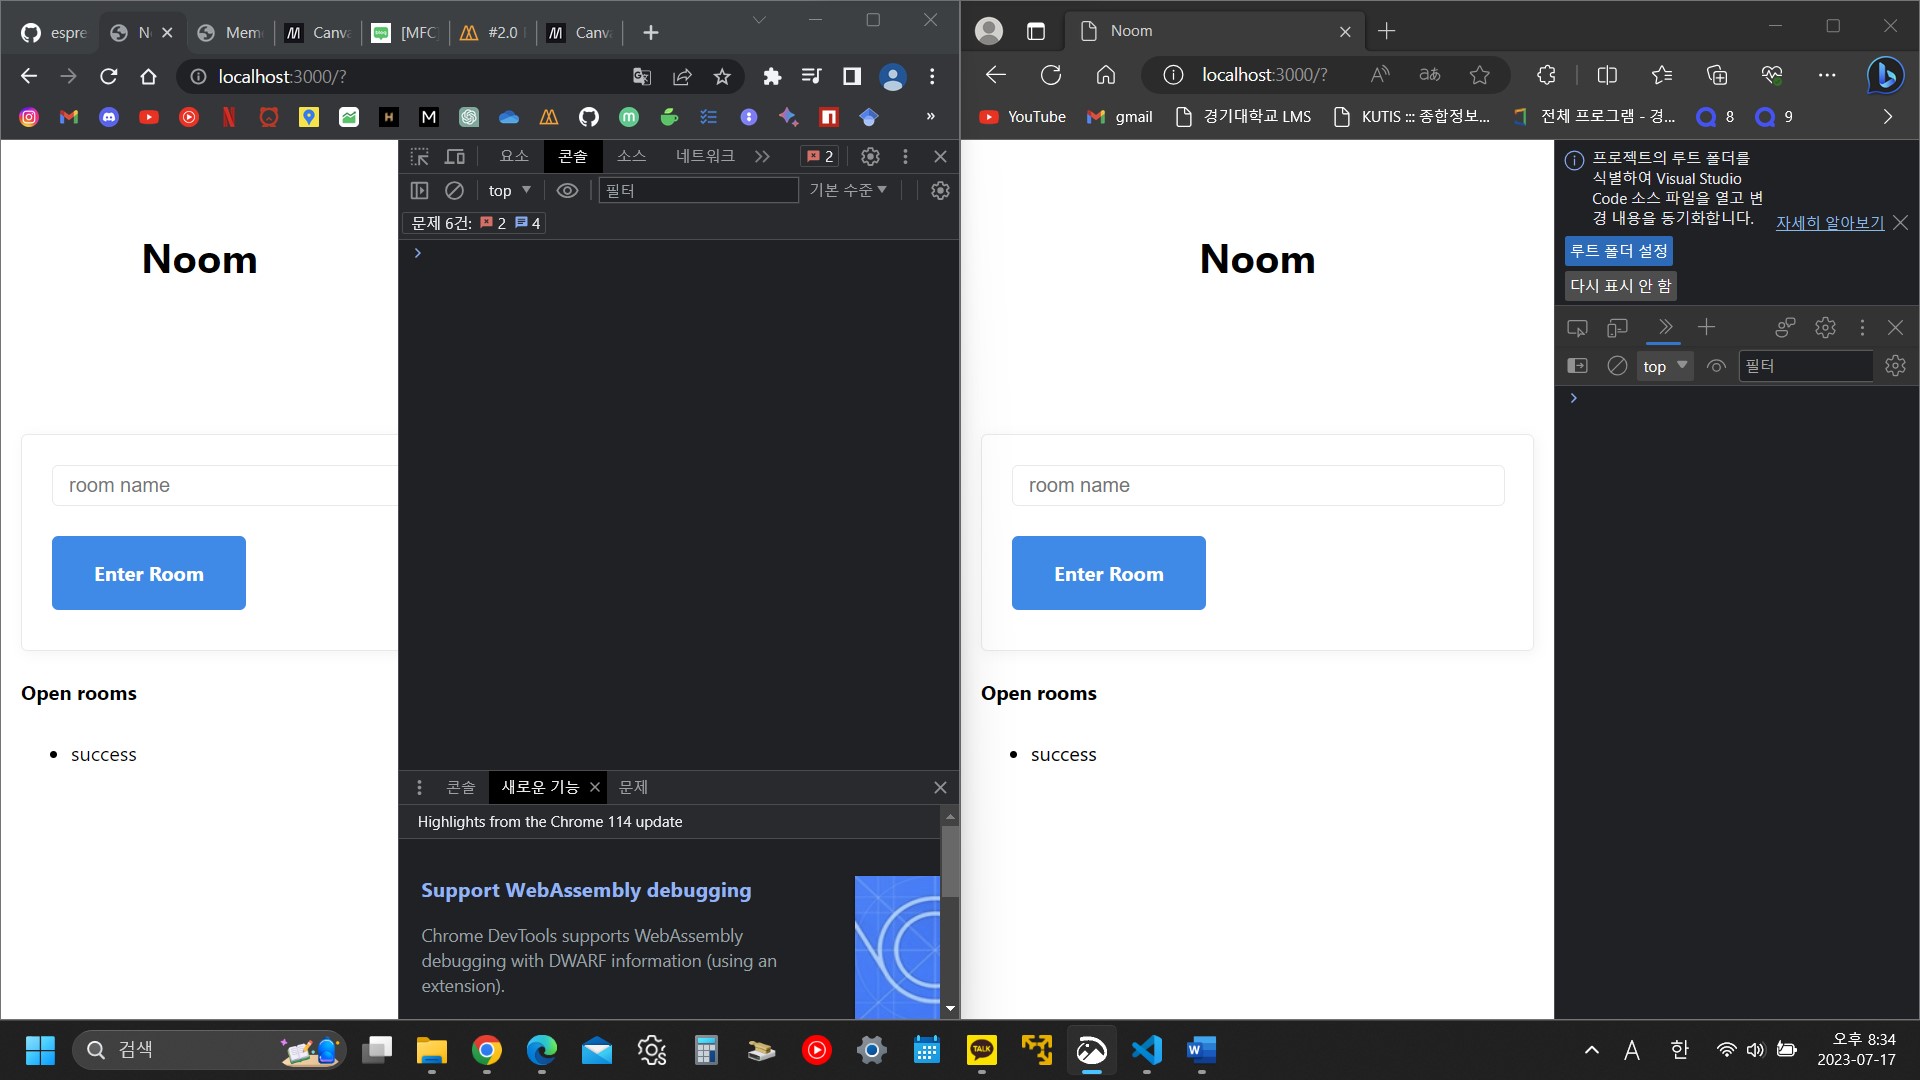 espre
N
Mem
Canva
[MFC]
#2.0
Canva
localhost:3000/?
요소
콘솔
소스
네트워크
2
top
필터
기본 수준
문제 6건:
2
4
Noom
room name
Enter Room
Open rooms
success
콘솔
새로운 기능
문제
Highlights from the Chrome 114 update
Support WebAssembly debugging
Chrome DevTools supports WebAssembly
debugging with DWARF information (using an
extension).
Noom
localhost:3000/?
YouTube
gmail
경기대학교 LMS
KUTIS ::: 종합정보...
전체 프로그램 - 경...
8
9
프로젝트의 루트 폴더를
식별하여 Visual Studio
Code 소스 파일을 열고 변
경 내용을 동기화합니다.
자세히 알아보기
루트 폴더 설정
다시 표시 안 함
top
필터
Noom
room name
Enter Room
Open rooms
success
검색
TALK
A
한
오후 8:34
2023-07-17